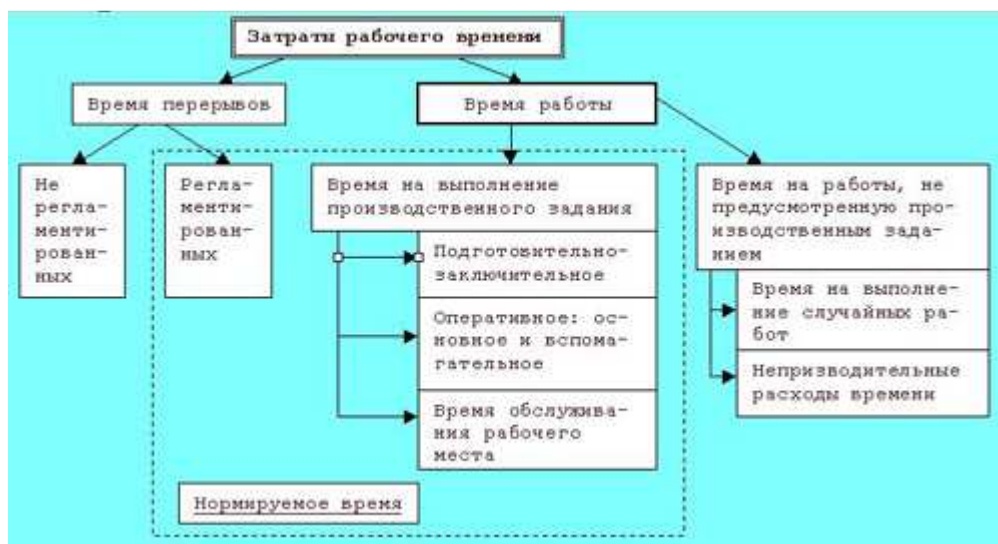 Затраты рабочего времени
Время перерывов
Время работы
Не
регла-
менти-
рован-
ных
Регла-
менти-
рован-
ных
Время на выполнение
производственного задания
Подготовительно-
заключительное
Оперативное: ос-
новное и вспома-
гательное
Время обслужива-
ния рабочего
места
Время на работы, не
предусмотренную про-
изводственным зада-
нием
Время на выполне-
ние случайных ра-
бот
Непризводительные
расходы времени
Нормируемое время